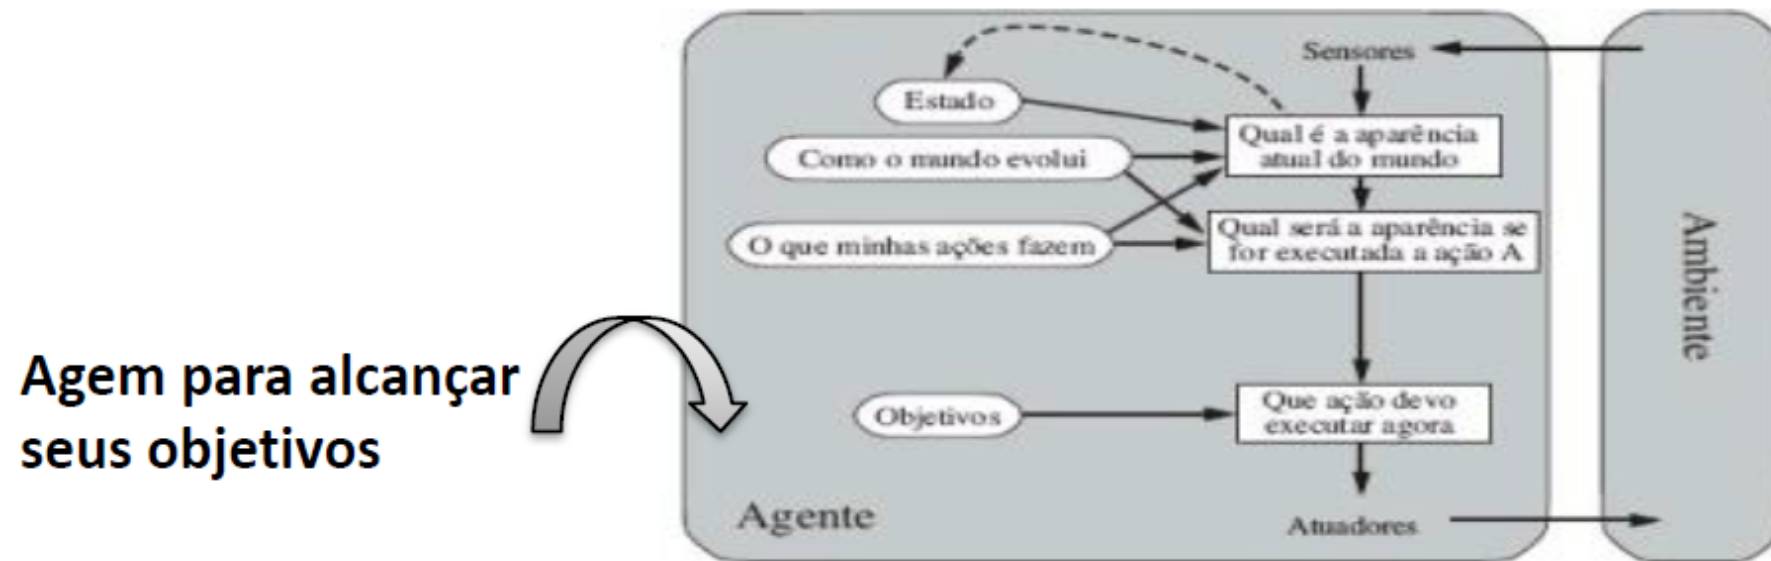 Agem para alcançar
seus objetivos
Sensores
Estado
Qual é a aparência
atual do mundo
Como o mundo evolui
Qual será a aparência se
for executada a ação A
O que minhas ações fazem
Que ação devo
executar agora
Objetivos
Agente
Atuadores
Ambiente